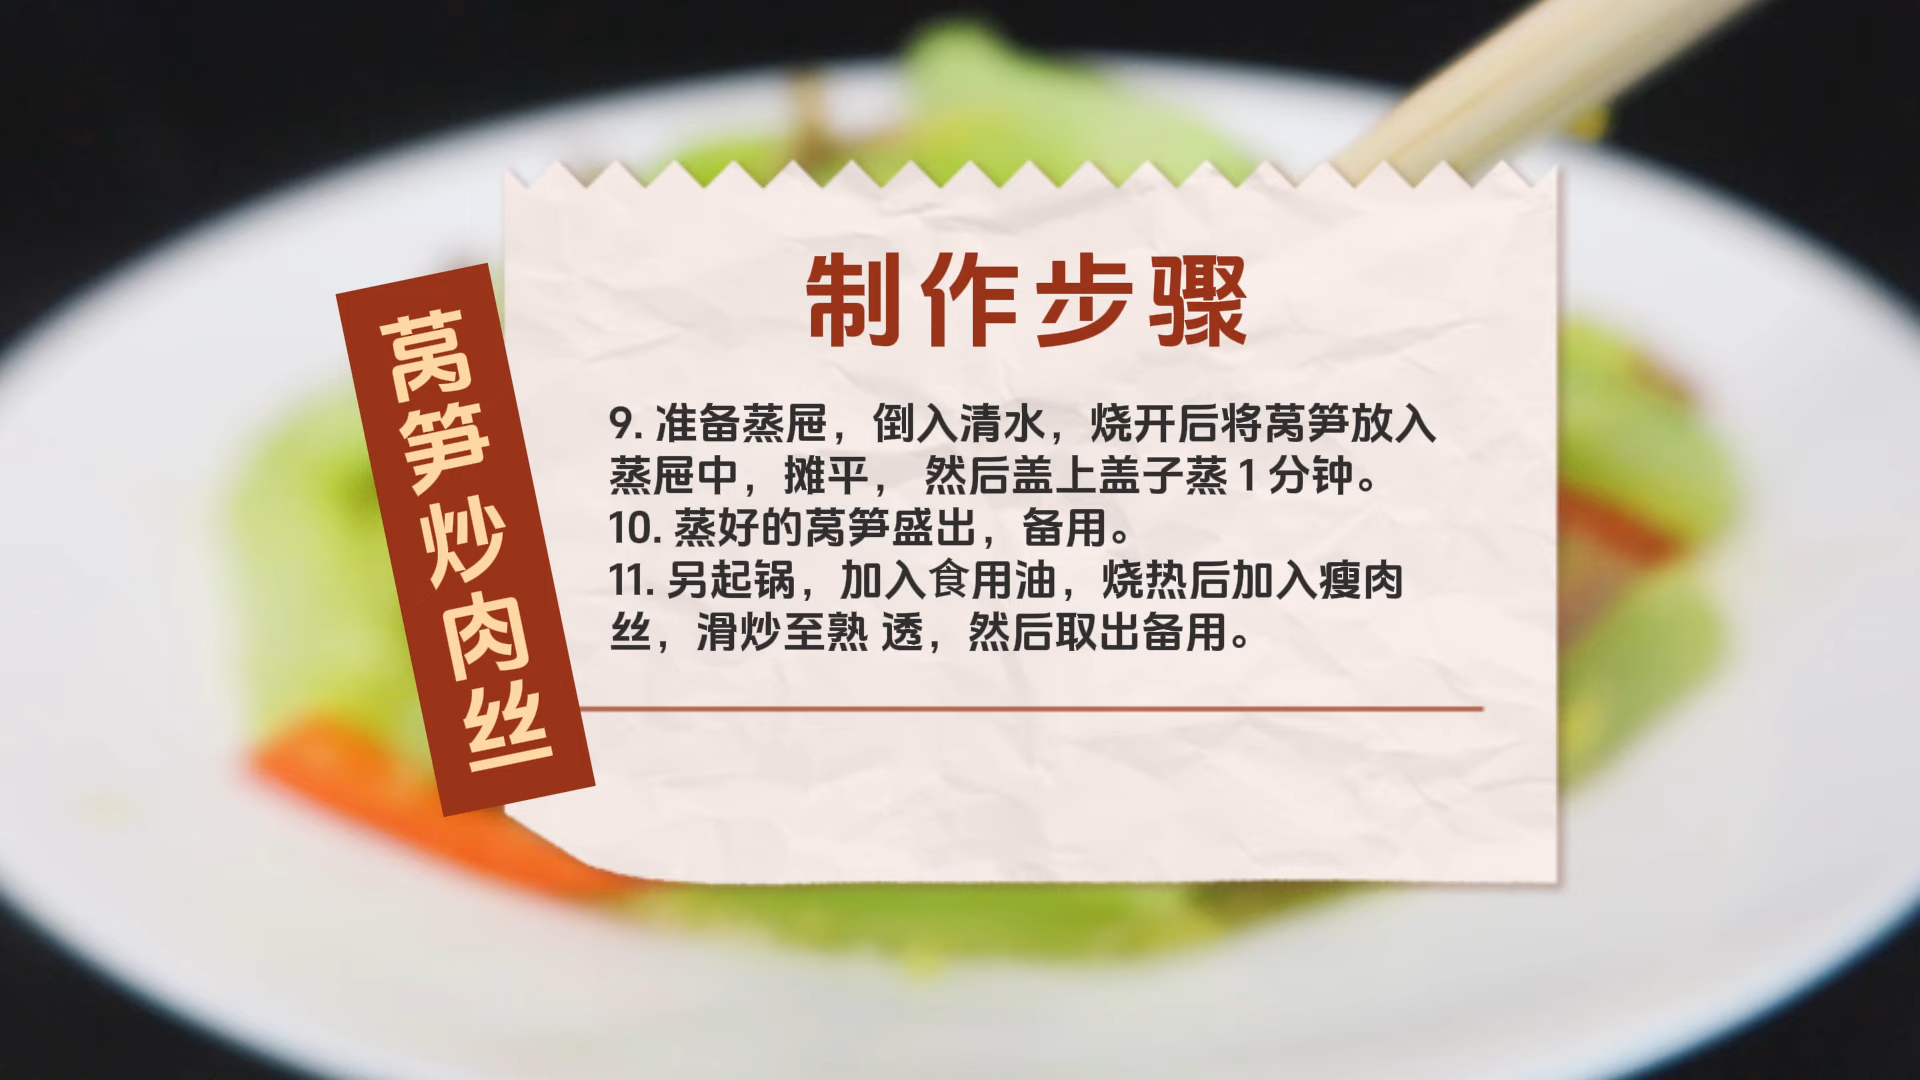 制作步骤
莴笋炒肉丝
9. 准备蒸屉，倒入清水，烧开后将莴笋放入
蒸屉中，摊平， 然后盖上盖子蒸 1 分钟。
10. 蒸好的莴笋盛出，备用。
11. 另起锅，加入食用油，烧热后加入瘦肉
丝，滑炒至熟 透，然后取出备用。